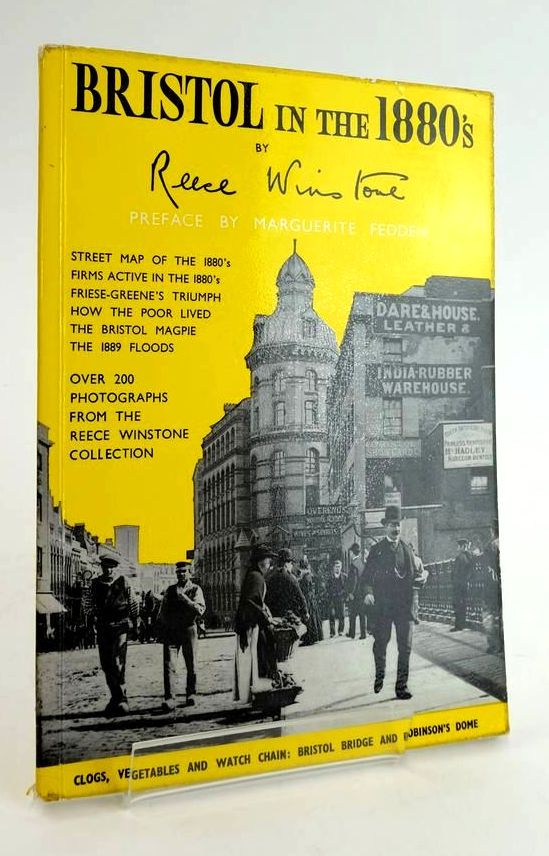 BRISTOL IN THE 1880's
BY
Reece Winstone
PREFACE BY MARGUERITE FEDDEN
STREET MAP OF THE 1880's
FIRMS ACTIVE IN THE 1880's
FRIESE-GREENE'S TRIUMPH
HOW THE POOR LIVED
THE BRISTOL MAGPIE
THE 1889 FLOODS
OVER 200
PHOTOGRAPHS
FROM THE
REECE WINSTONE
COLLECTION
DARE & HOUSE,
LEATHER &
INDIA-RUBBER
WAREHOUSE.
HADLEY
OVEREND'S
CLOGS, VEGETABLES AND WATCH CHAIN: BRISTOL BRIDGE AND ROBINSON'S DOME